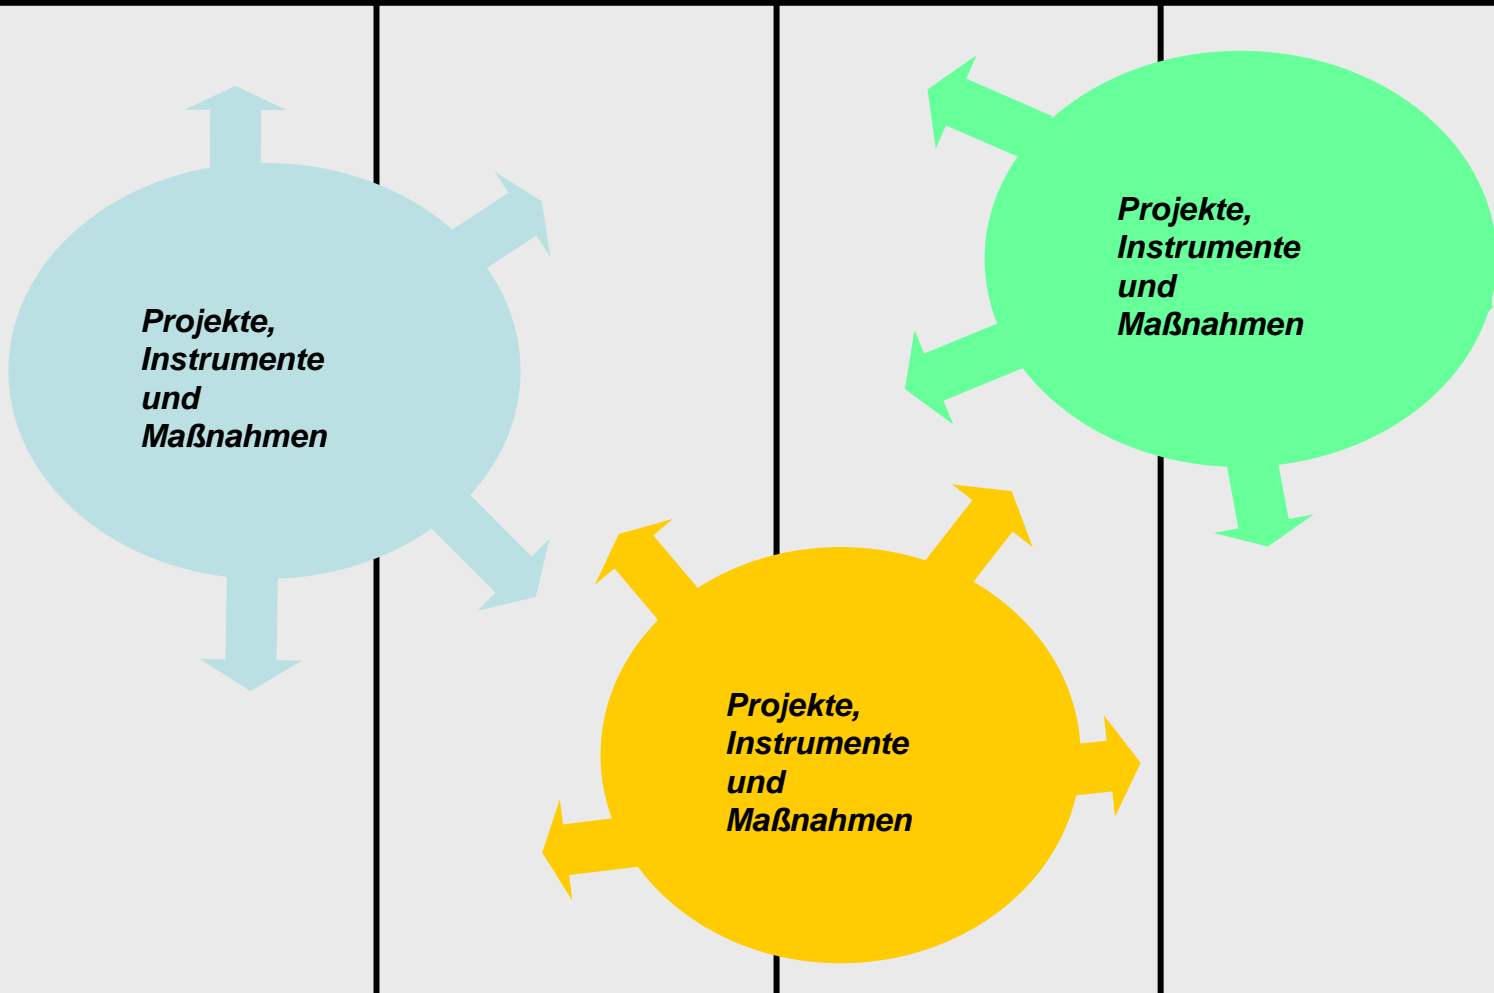 Projekte,
Instrumente
und
Maßnahmen
Projekte,
Instrumente
und
Maßnahmen
Projekte,
Instrumente
und
Maßnahmen